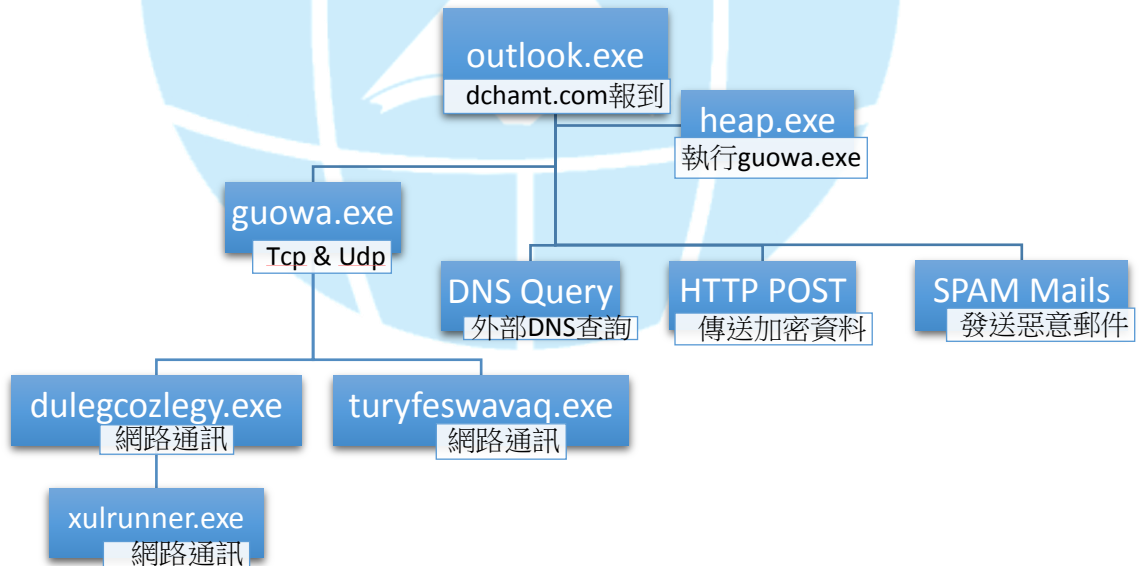 outlook.exe
dchamt.com報到
heap.exe
執行guowa.exe
guowa.exe
Tcp & Udp
DNS Query
外部DNS查詢
HTTP POST
傳送加密資料
SPAM Mails
發送惡意郵件
dulegcozlegy.exe
網路通訊
turyfeswavaq.exe
網路通訊
xulrunner.exe
網路通訊